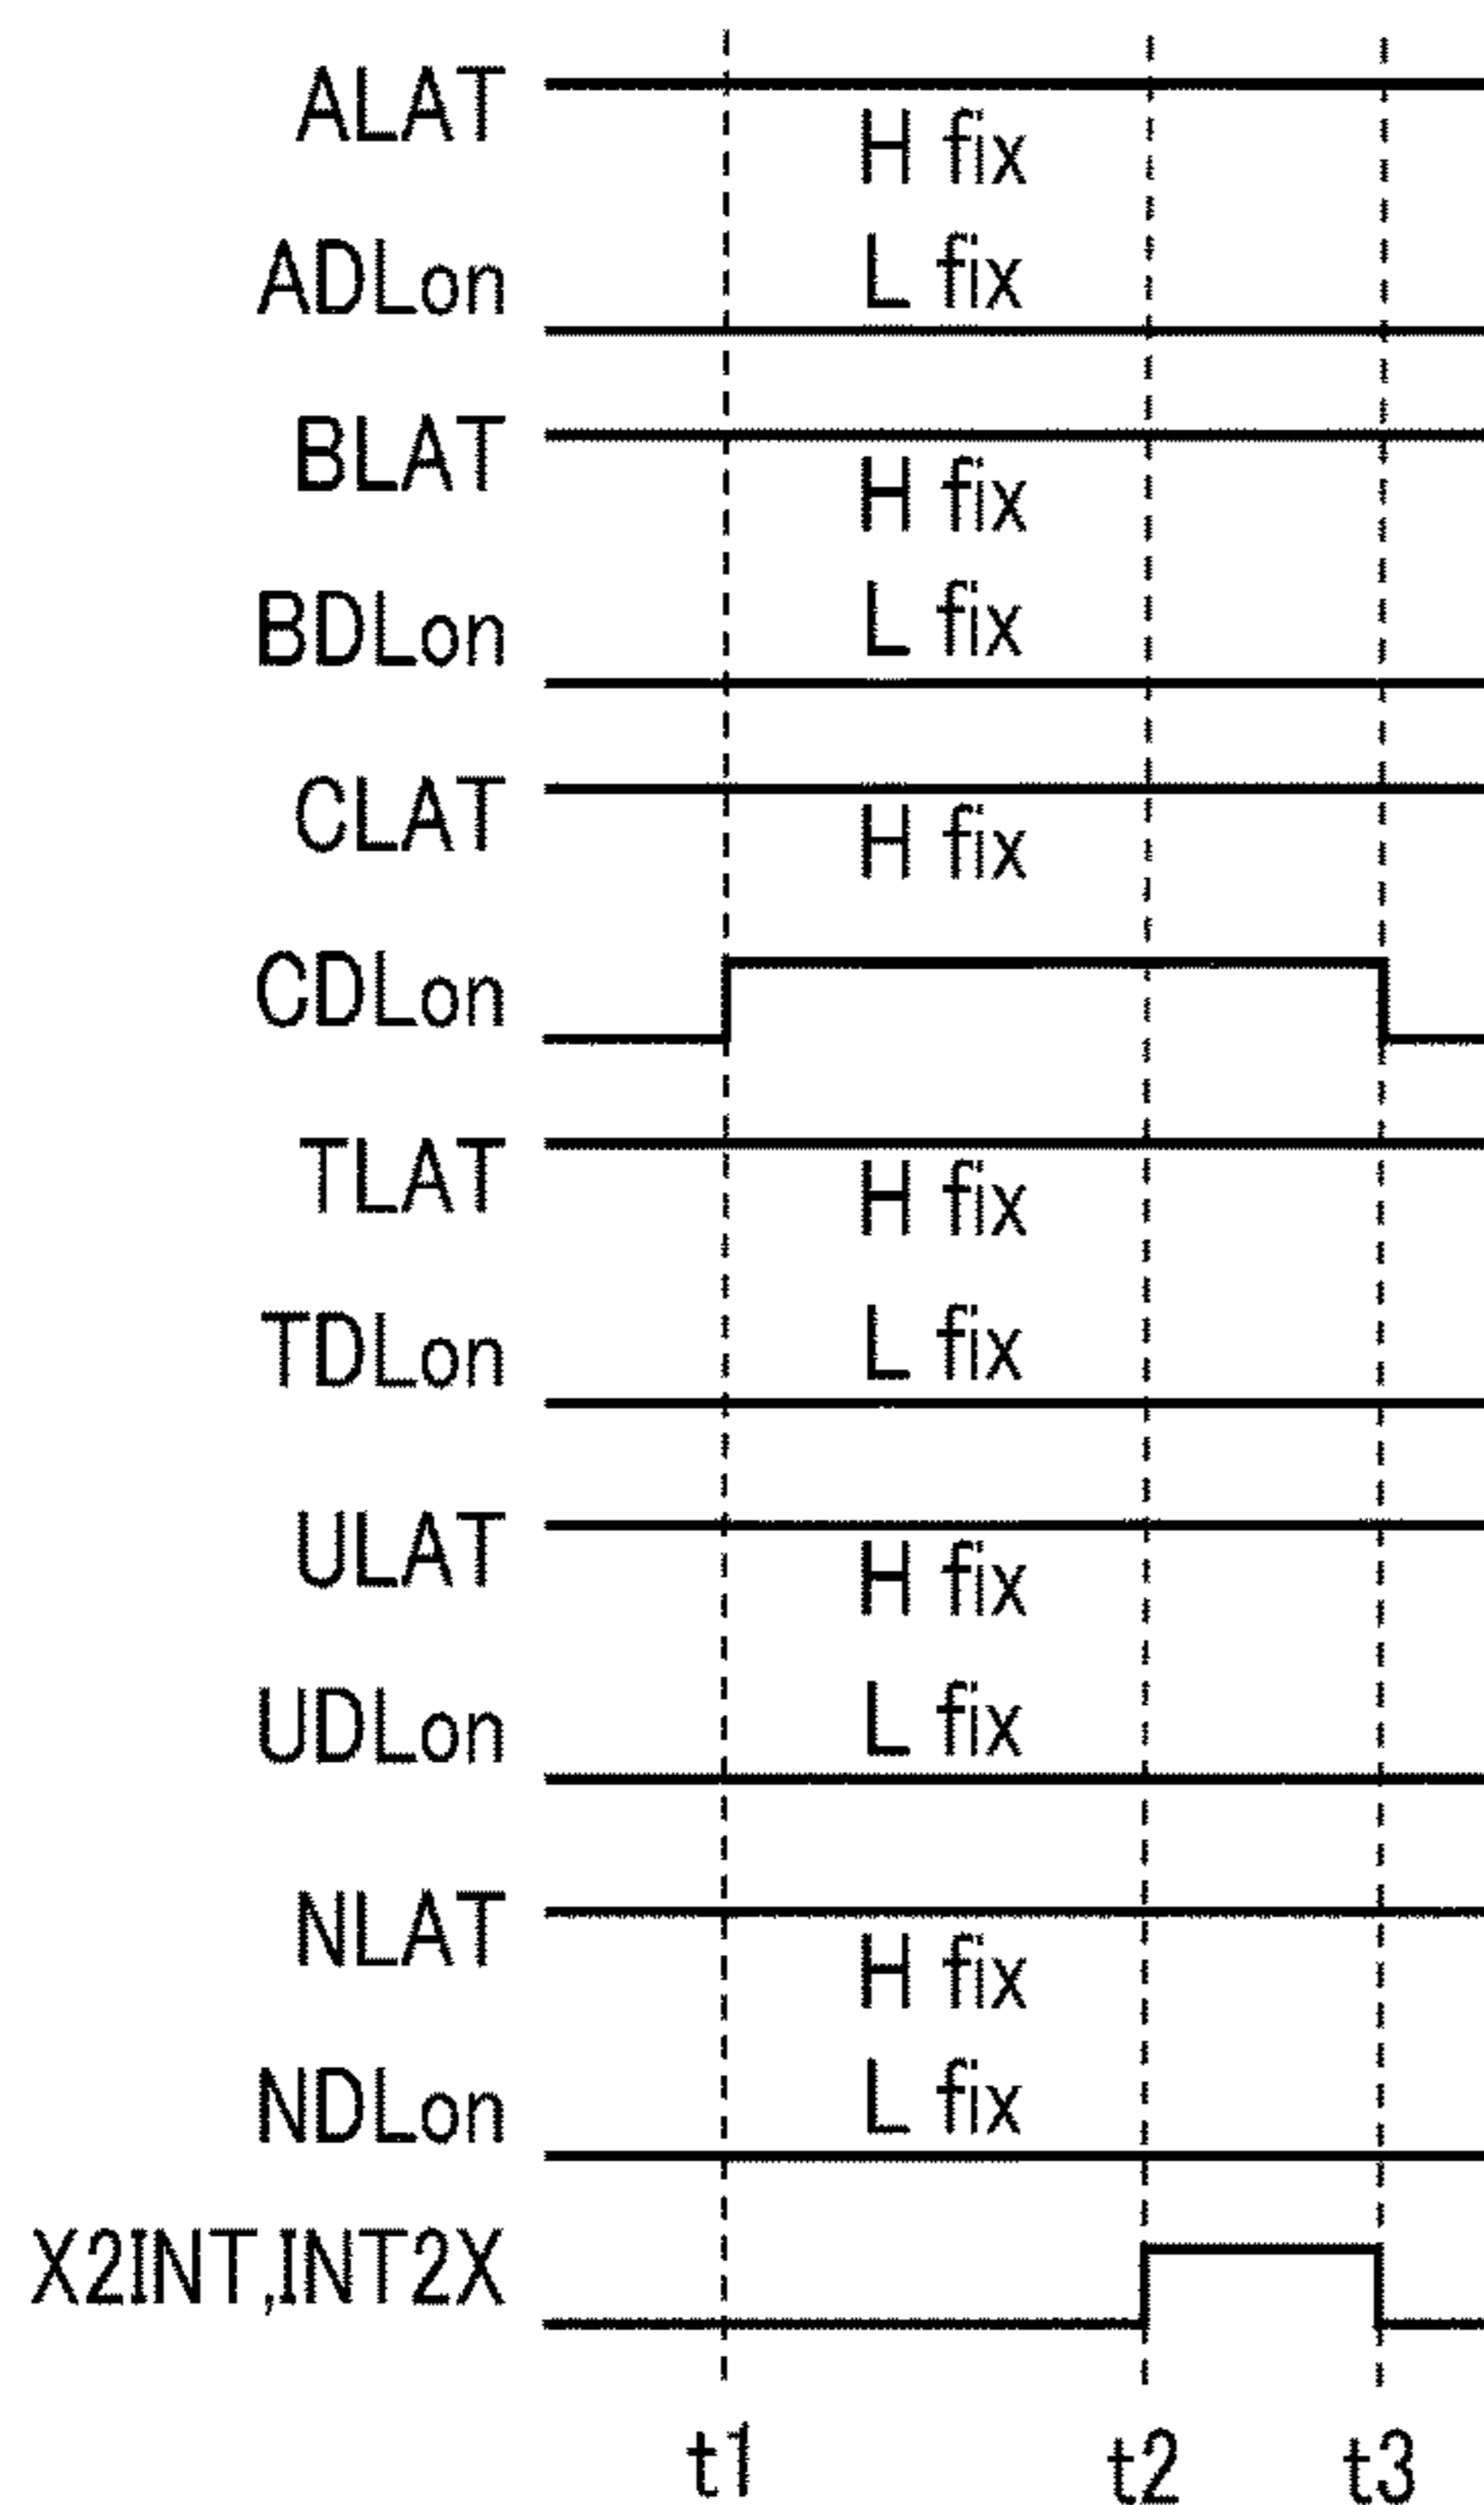 ALAT
H fix
ADLon
L fix
BLAT
H fix
BDLon
L fix
CLAT
H fix
CDLon
TLAT
H fix
TDLon
L fix
ULAT
H fix
UDLon
L fix
NLAT
H fix
NDLon
L fix
X2INT,INT2X
t1 t2 t3